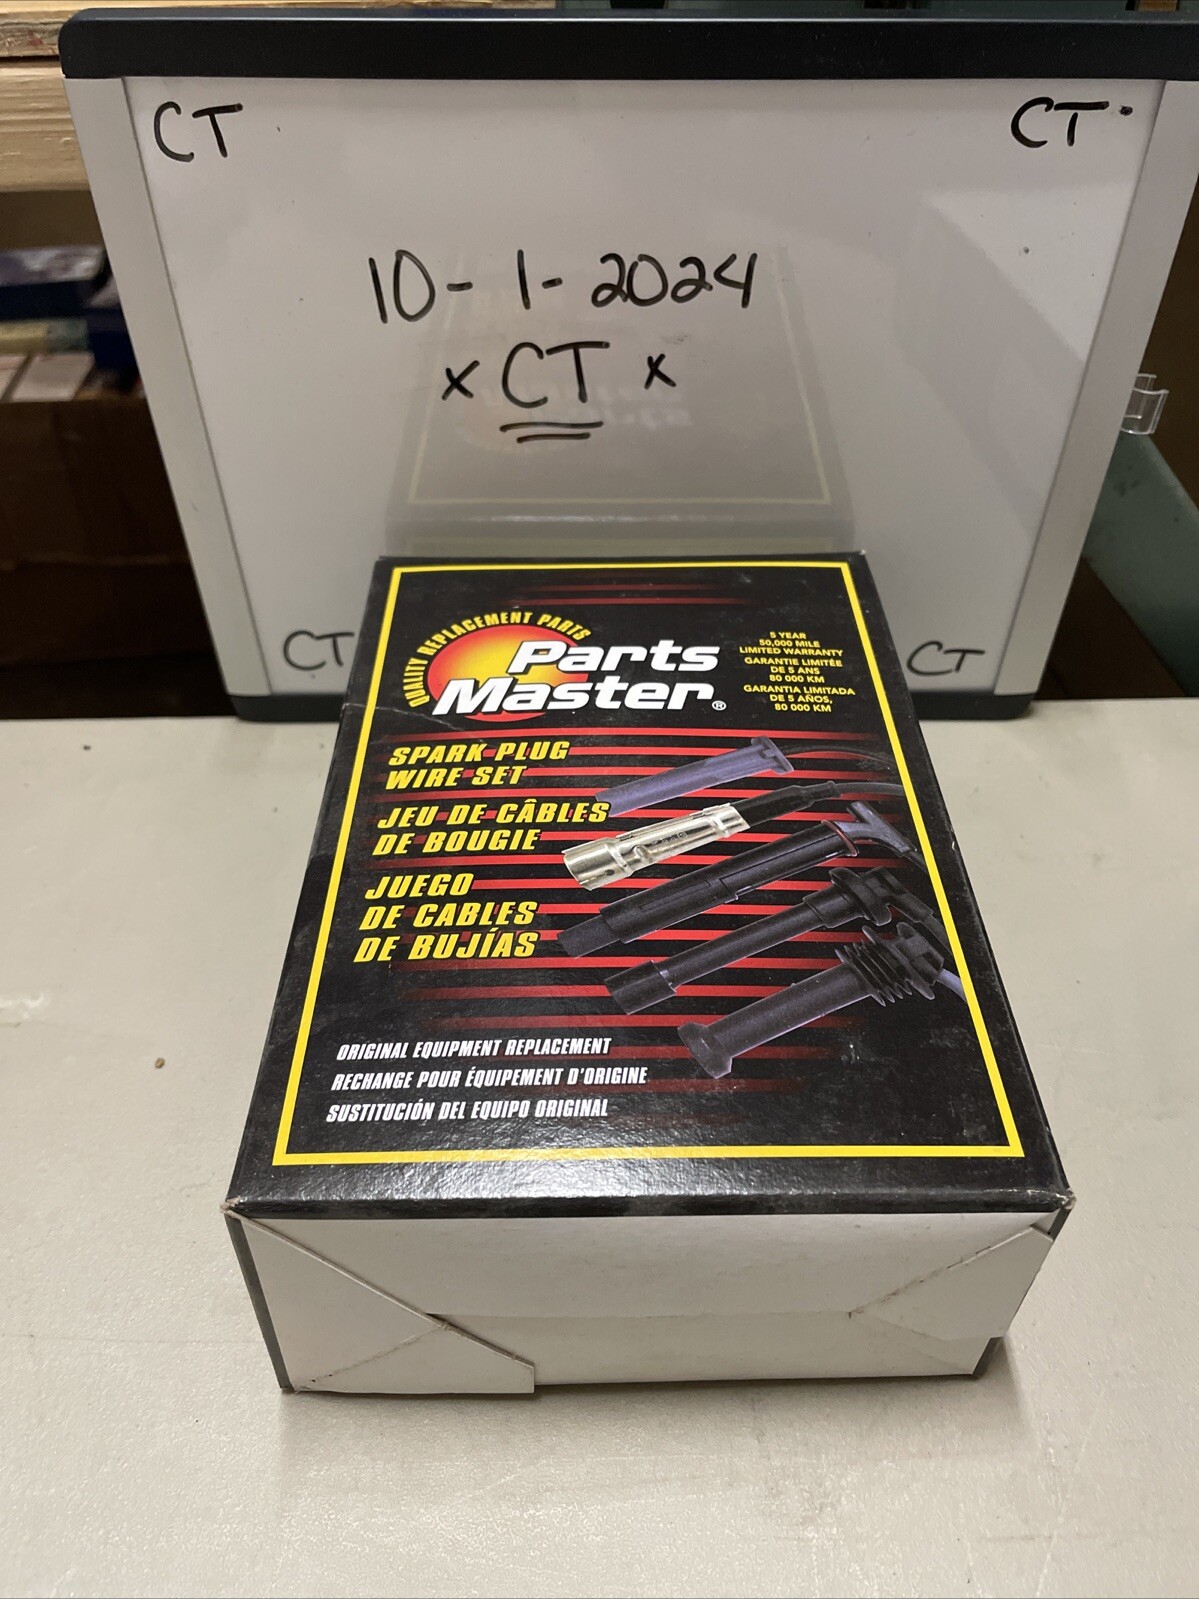 CT
CT
10-1-2024
x CT x
CT
CT
QUALITY REPLACEMENT PARTS
Parts
Master®
5 YEAR
50,000 MILE
LIMITED WARRANTY
GARANTIE LIMITÉE
DE 5 ANS
80 000 KM
GARANTIA LIMITADA
DE 5 AÑOS,
80 000 KM
SPARK PLUG
WIRE SET
JEU DE CÂBLES
DE BOUGIE
JUEGO
DE CABLES
DE BUJÍAS
ORIGINAL EQUIPMENT REPLACEMENT
RECHANGE POUR ÉQUIPEMENT D'ORIGINE
SUSTITUCIÓN DEL EQUIPO ORIGINAL